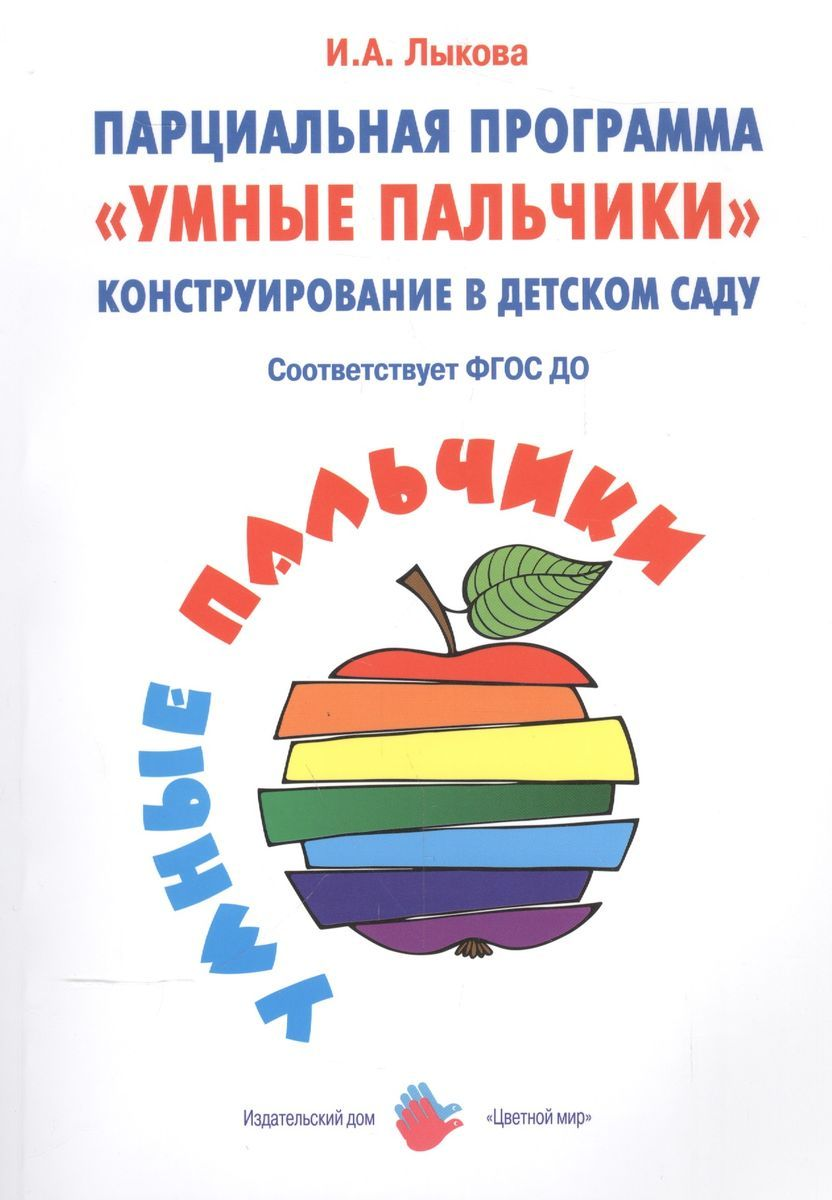 И.А. Лыкова
ПАРЦИАЛЬНАЯ ПРОГРАММА
«УМНЫЕ ПАЛЬЧИКИ»
КОНСТРУИРОВАНИЕ В ДЕТСКОМ САДУ
Соответствует ФГОС ДО
УМНЫЕ ПАЛЬЧИКИ
Издательский дом «Цветной мир»